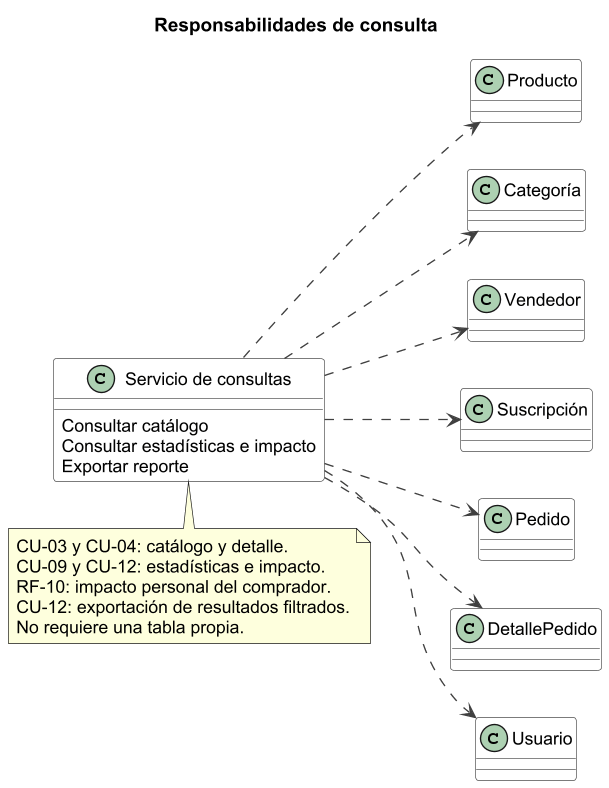 Responsabilidades de consulta
C Producto
C Categoría
C Vendedor
C Servicio de consultas
Consultar catálogo
Consultar estadísticas e impacto
Exportar reporte
C Suscripción
C Pedido
CU-03 y CU-04: catálogo y detalle.
CU-09 y CU-12: estadísticas e impacto.
RF-10: impacto personal del comprador.
CU-12: exportación de resultados filtrados.
No requiere una tabla propia.
C DetallePedido
C Usuario